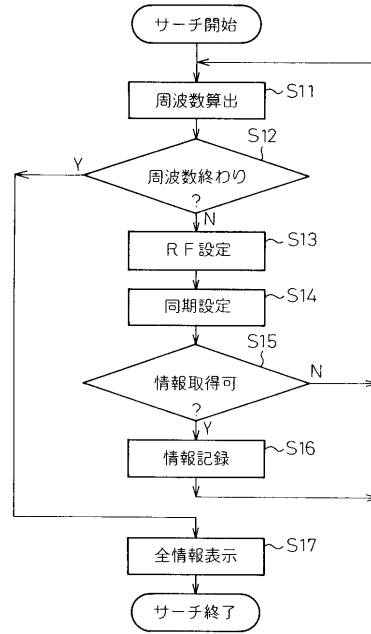 サーチ開始
周波数算出
S11
S12
Y
周波数終わり
?
N
RF設定
S13
同期設定
S14
S15
情報取得可
N
?
Y
情報記録
S16
全情報表示
S17
サーチ終了